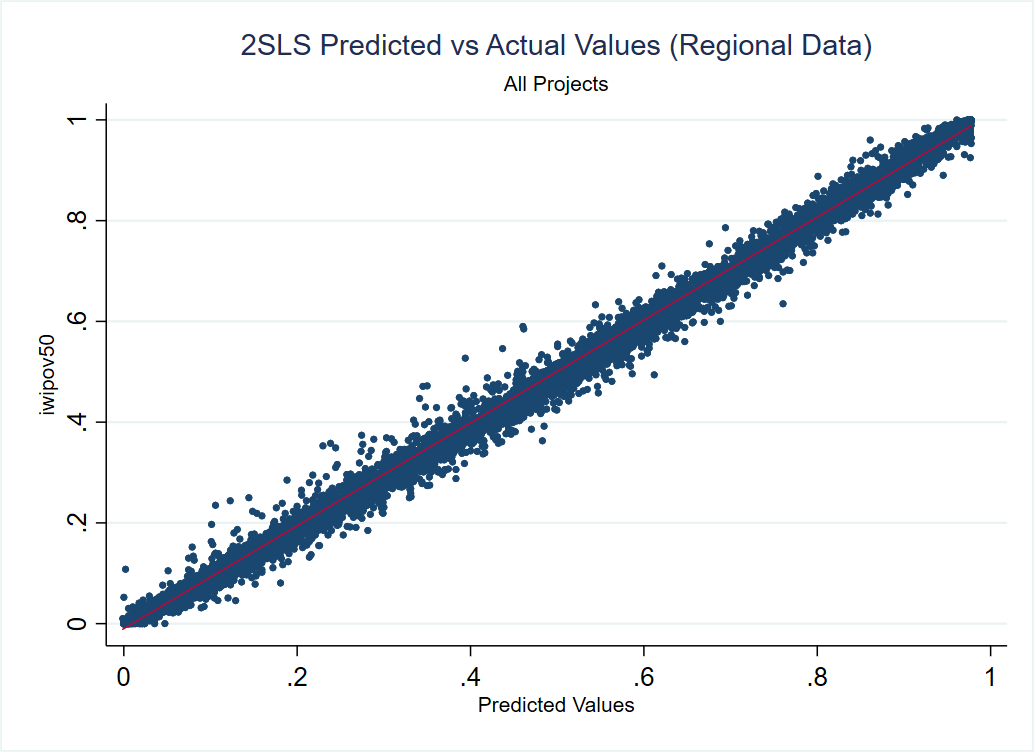 2SLS Predicted vs Actual Values (Regional Data)
All Projects
iwipov50
1
.8
.6
.4
.2
0
0 .2 .4 .6 .8 1
Predicted Values